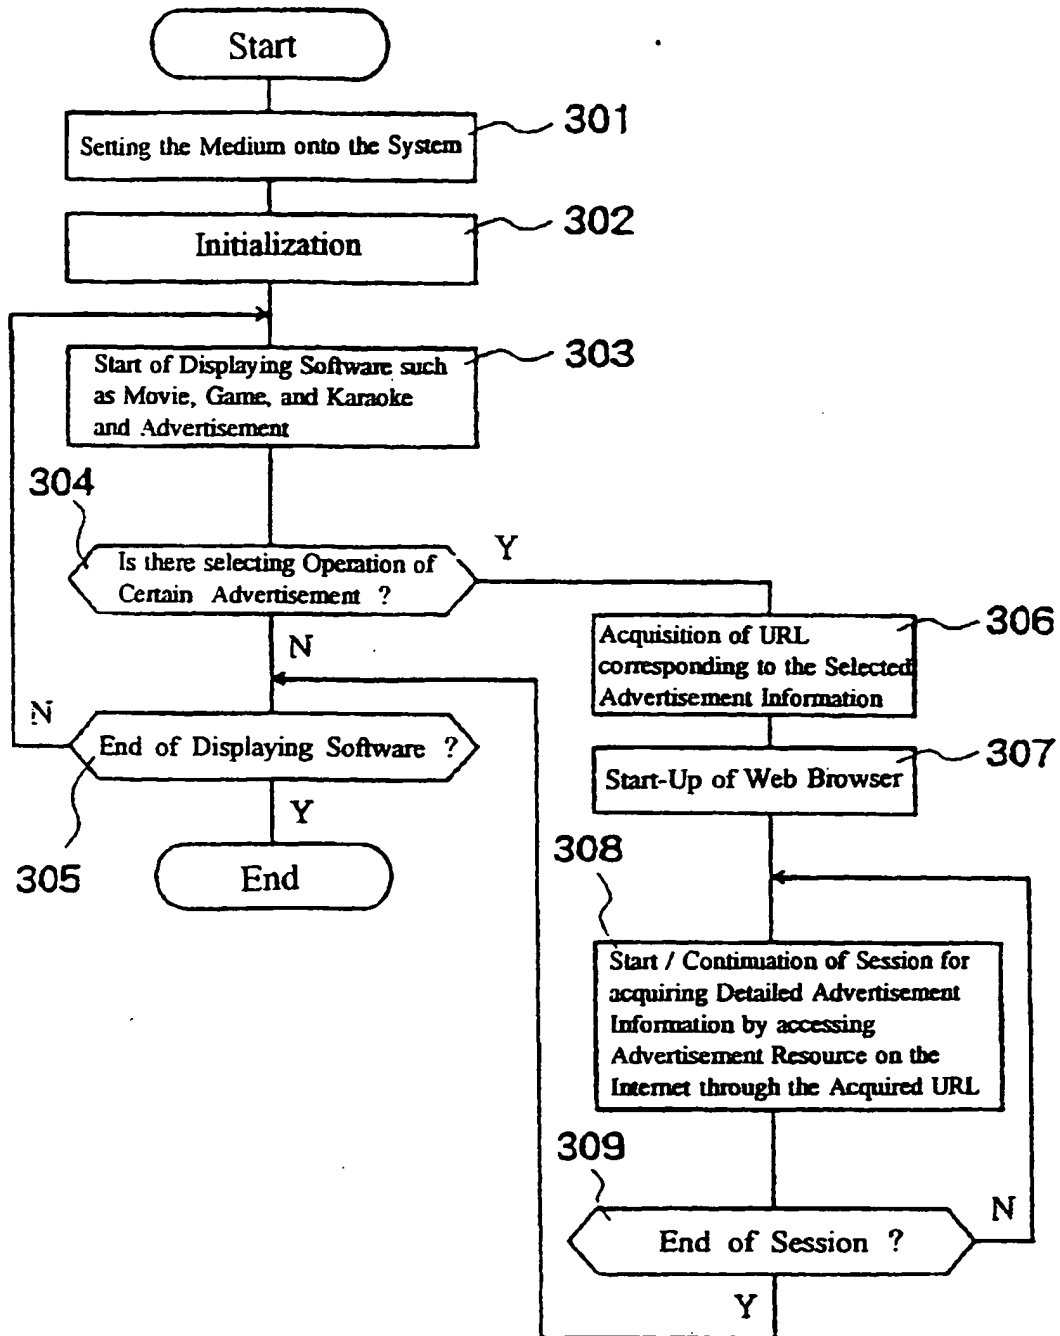 Start
301
Setting the Medium onto the System
302
Initialization
303
Start of Displaying Software such
as Movie, Game, and Karaoke
and Advertisement
304
Is there selecting Operation of
Certain Advertisement ?
Y
N
306
Acquisition of URL
corresponding to the Selected
Advertisement Information
N
End of Displaying Software ?
305
Y
End
307
Start-Up of Web Browser
308
Start / Continuation of Session for
acquiring Detailed Advertisement
Information by accessing
Advertisement Resource on the
Internet through the Acquired URL
309
End of Session ?
N
Y